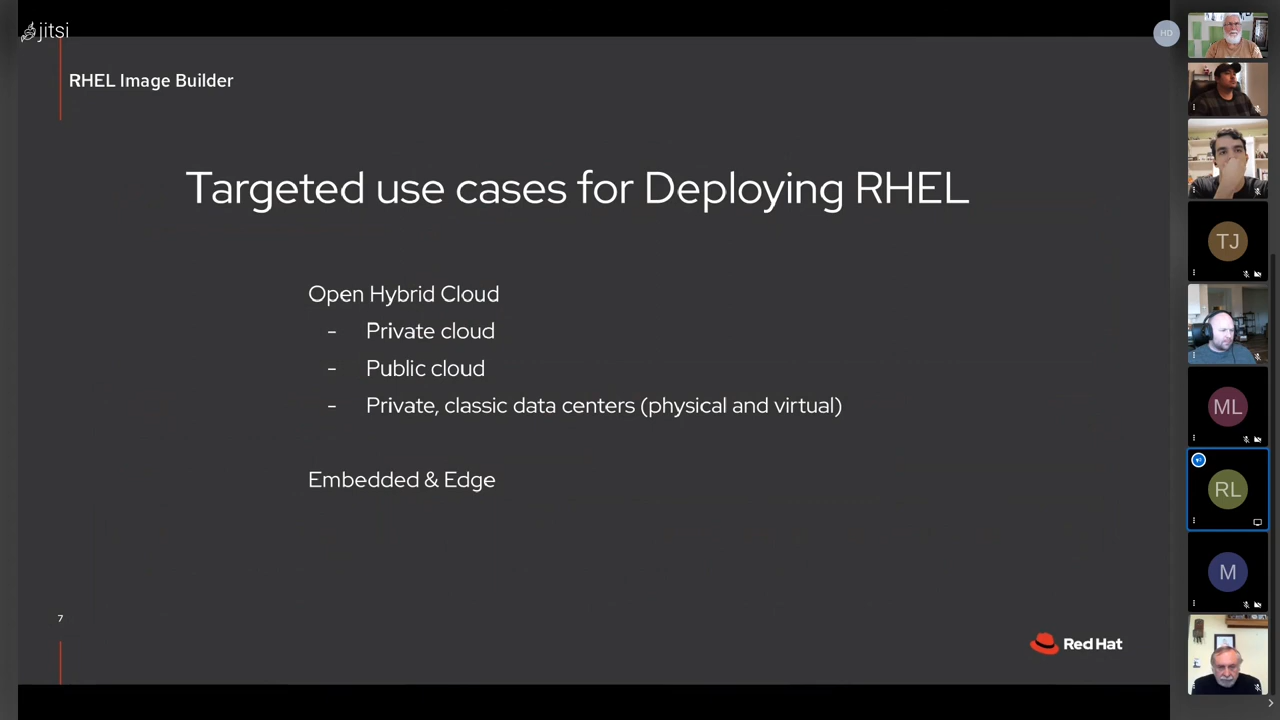 jitsi
HD
RHEL Image Builder
Targeted use cases for Deploying RHEL
Open Hybrid Cloud
- Private cloud
- Public cloud
- Private, classic data centers (physical and virtual)
Embedded & Edge
7
Red Hat
TJ
ML
RL
M